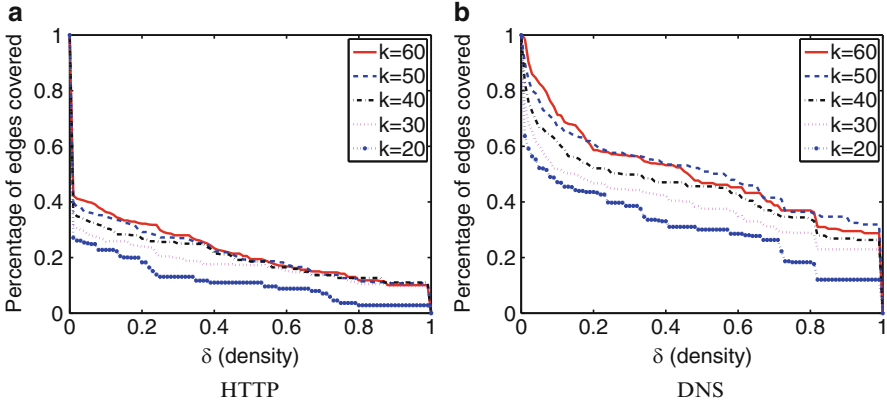 a
Percentage of edges covered
1
0.8
0.6
0.4
0.2
0
0
0.2
0.4
0.6
0.8
1
k=60
k=50
k=40
k=30
k=20
δ (density)
HTTP
b
Percentage of edges covered
1
0.8
0.6
0.4
0.2
0
0
0.2
0.4
0.6
0.8
1
k=60
k=50
k=40
k=30
k=20
δ (density)
DNS